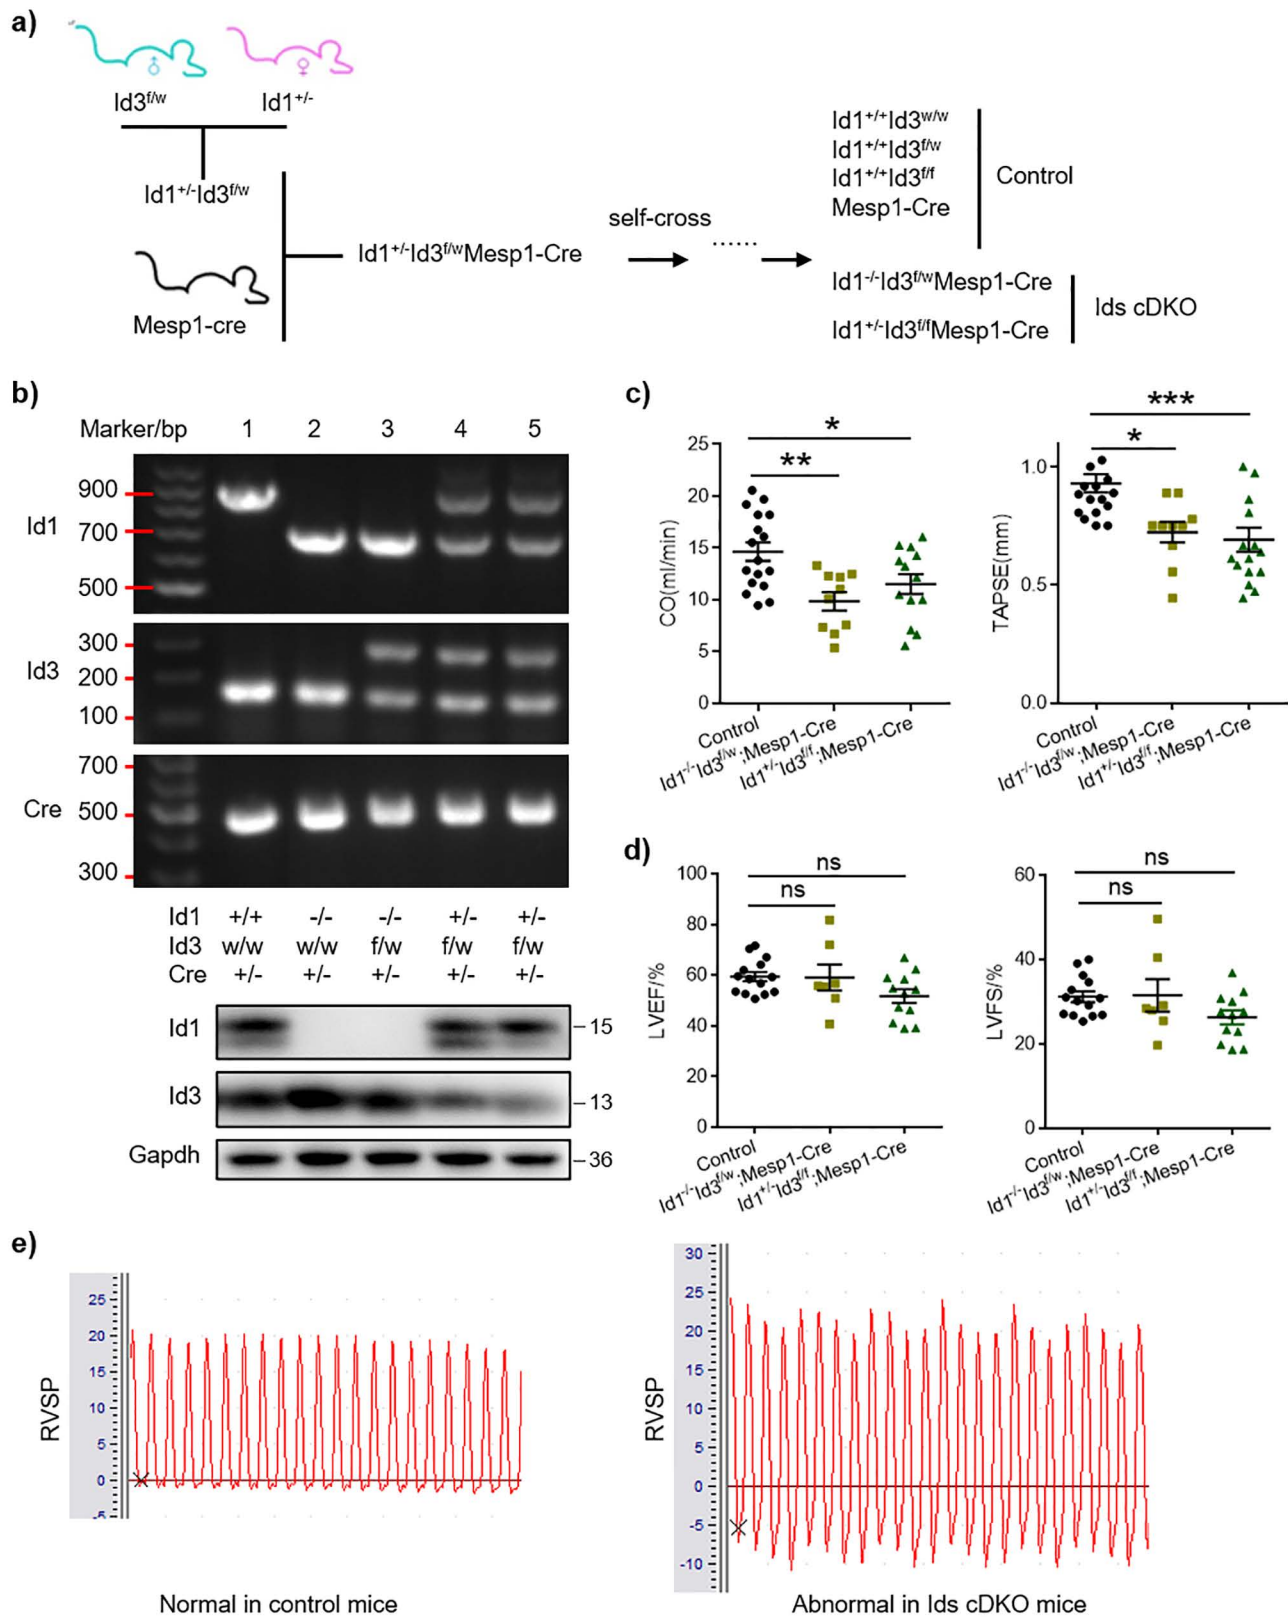 a)
♂
♀
Id3f/w
Id1+/-
Id1+/-Id3f/w
Mesp1-cre
Id1+/-Id3f/wMesp1-Cre
self-cross
......
Id1+/+Id3w/w
Id1+/+Id3f/w
Id1+/+Id3f/f
Mesp1-Cre
Control
Id1-/-Id3f/wMesp1-Cre
Id1+/-Id3f/fMesp1-Cre
Ids cDKO
b)
Marker/bp 1 2 3 4 5
Id1
900
700
500
Id3
300
200
100
Cre
700
500
300
Id1 +/+ -/- -/- +/- +/-
Id3 w/w w/w f/w f/w f/w
Cre +/- +/- +/- +/- +/-
Id1 15
Id3 13
Gapdh 36
c)
CO(ml/min)
25
20
15
10
5
0
*
**
Control
Id1-/-Id3f/w;Mesp1-Cre
Id1+/-Id3f/f;Mesp1-Cre
TAPSE(mm)
1.0
0.5
0.0
***
*
Control
Id1-/-Id3f/w;Mesp1-Cre
Id1+/-Id3f/f;Mesp1-Cre
d)
LVEF/%
100
80
60
40
20
0
ns
ns
Control
Id1-/-Id3f/w;Mesp1-Cre
Id1+/-Id3f/f;Mesp1-Cre
LVFS/%
60
40
20
0
ns
ns
Control
Id1-/-Id3f/w;Mesp1-Cre
Id1+/-Id3f/f;Mesp1-Cre
e)
RVSP
25
20
15
10
5
0
-5
Normal in control mice
RVSP
30
25
20
15
10
5
0
-5
-10
Abnormal in Ids cDKO mice